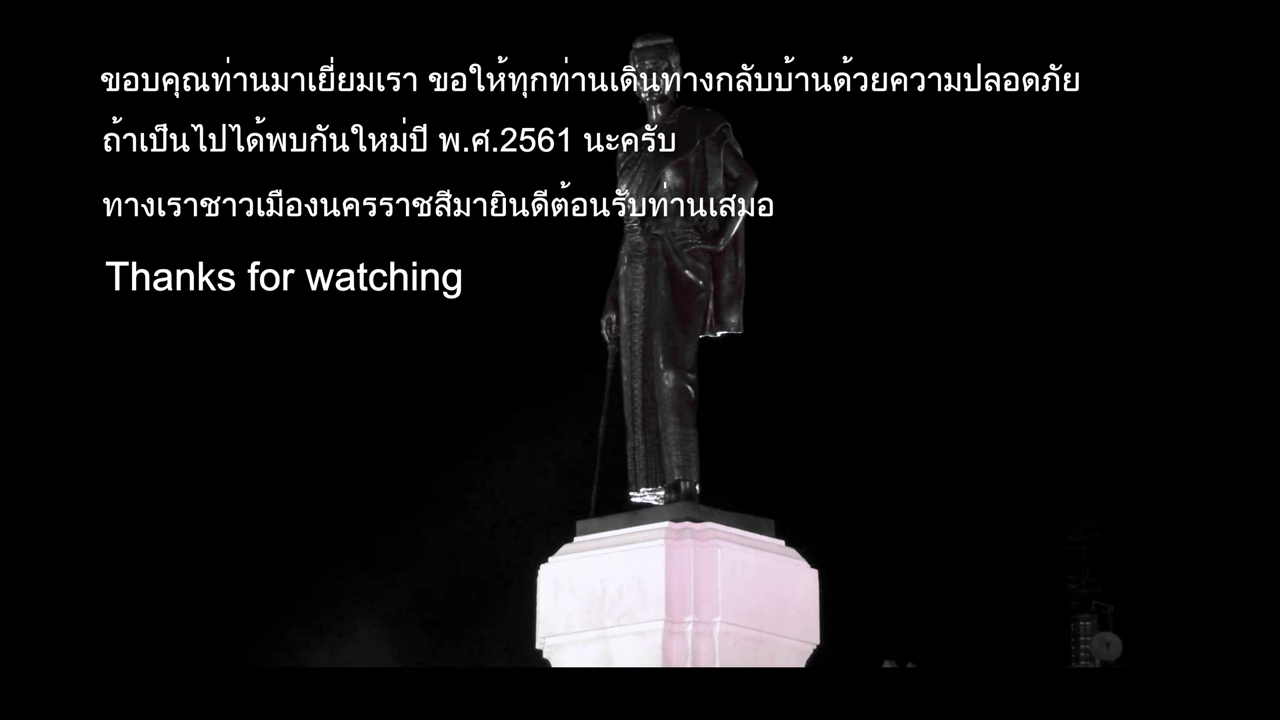 ขอบคุณท่านมาเยี่ยมเรา ขอให้ทุกท่านเดินทางกลับบ้านด้วยความปลอดภัย
ถ้าเป็นไปได้พบกันใหม่ปี พ.ศ.2561 นะครับ
ทางเราชาวเมืองนครราชสีมายินดีต้อนรับท่านเสมอ
Thanks for watching